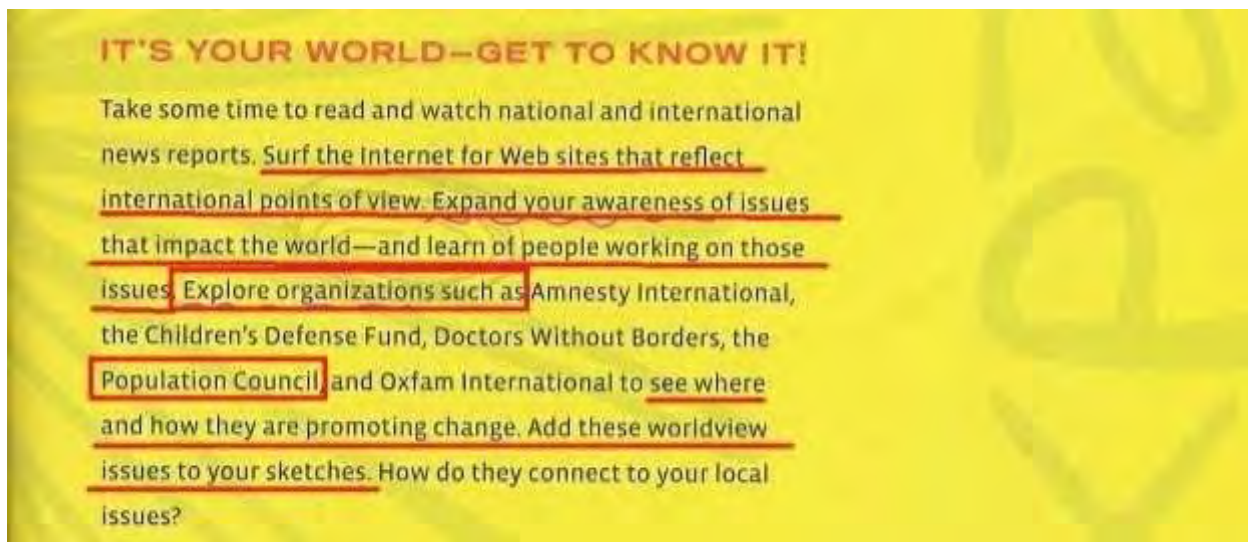 IT'S YOUR WORLD—GET TO KNOW IT!
Take some time to read and watch national and international
news reports. Surf the Internet for Web sites that reflect
international points of view. Expand your awareness of issues
that impact the world—and learn of people working on those
issues. Explore organizations such as Amnesty International,
the Children's Defense Fund, Doctors Without Borders, the
Population Council, and Oxfam International to see where
and how they are promoting change. Add these worldview
issues to your sketches. How do they connect to your local
issues?